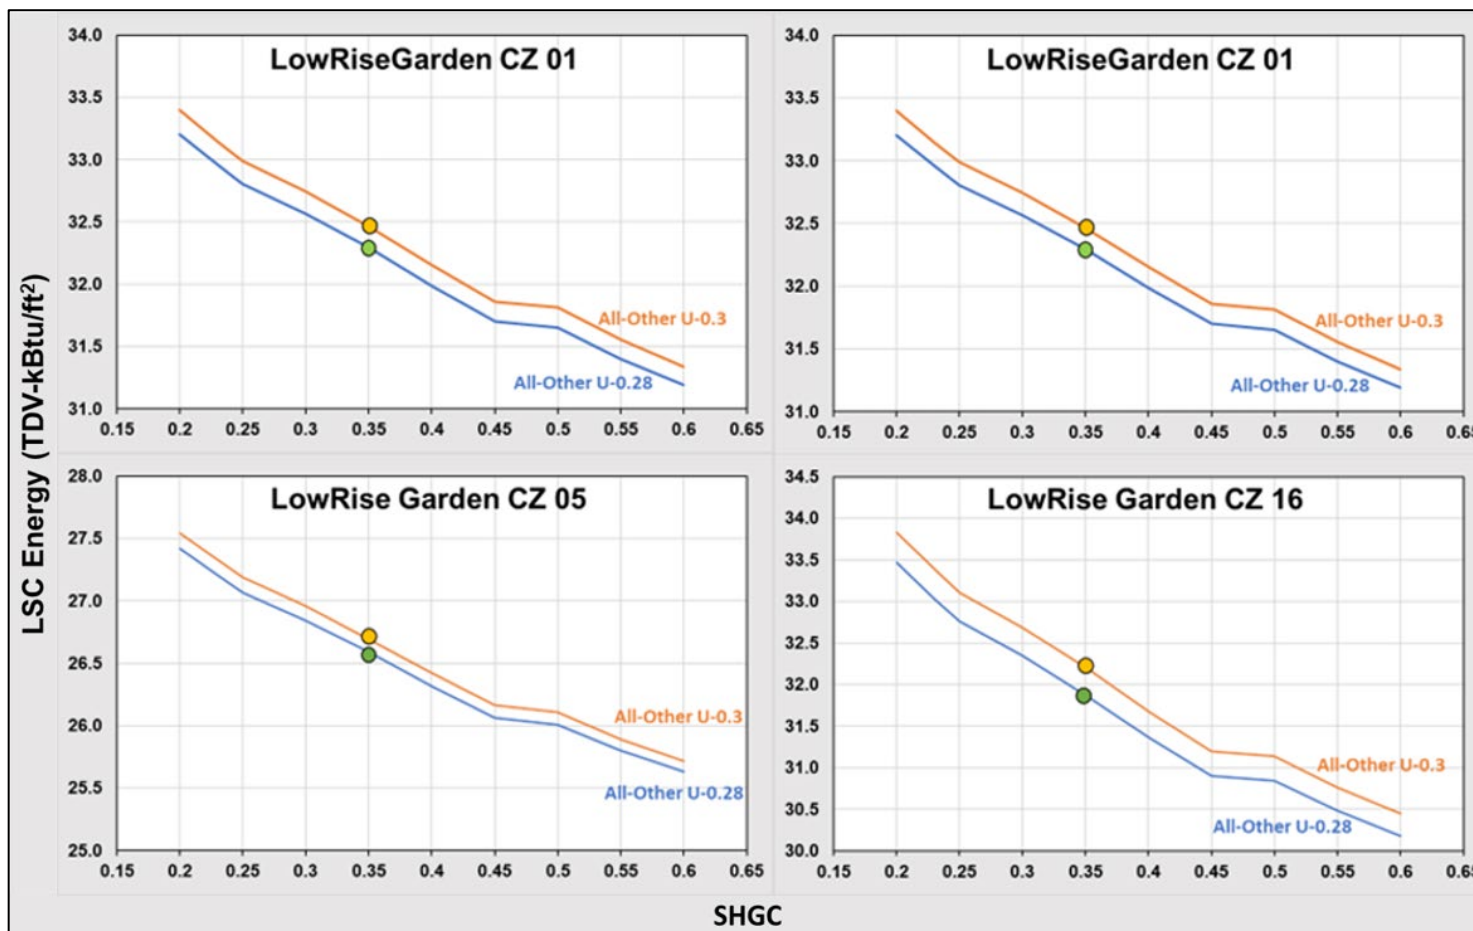 LSC Energy (TDV-kBtu/ft²)
LowRiseGarden CZ 01
34.0
33.5
33.0
32.5
32.0
31.5
31.0
All-Other U-0.3
All-Other U-0.28
0.15 0.2 0.25 0.3 0.35 0.4 0.45 0.5 0.55 0.6 0.65
LowRiseGarden CZ 01
34.0
33.5
33.0
32.5
32.0
31.5
31.0
All-Other U-0.3
All-Other U-0.28
0.15 0.2 0.25 0.3 0.35 0.4 0.45 0.5 0.55 0.6 0.65
LowRise Garden CZ 05
28.0
27.5
27.0
26.5
26.0
25.5
25.0
All-Other U-0.3
All-Other U-0.28
0.15 0.2 0.25 0.3 0.35 0.4 0.45 0.5 0.55 0.6 0.65
LowRise Garden CZ 16
34.5
34.0
33.5
33.0
32.5
32.0
31.5
31.0
30.5
30.0
All-Other U-0.3
All-Other U-0.28
0.15 0.2 0.25 0.3 0.35 0.4 0.45 0.5 0.55 0.6 0.65
SHGC